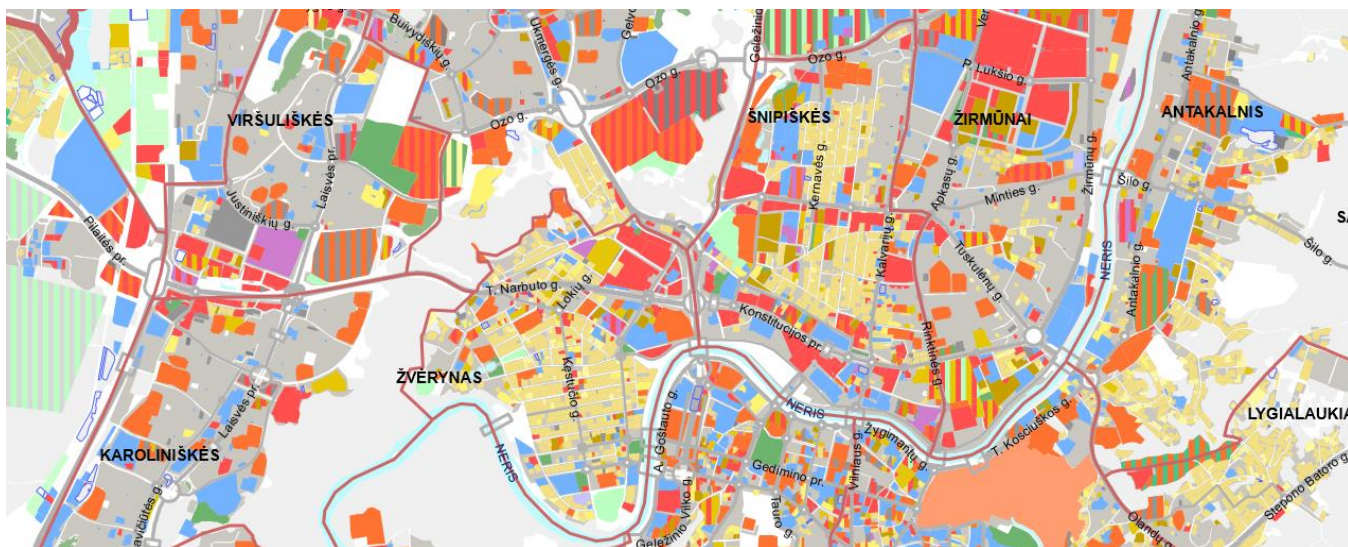 Buivydiškių g.
Ukmergės g.
Ozo g.
Ozo g.
Ozo g.
P. Lukšio g.
Antakalnio g.
VIRŠULIŠKĖS
ŠNIPIŠKĖS
ŽIRMŪNAI
ANTAKALNIS
Laisvės pr.
Kernavės g.
Apkasų g.
Minties g.
Žirmūnų g.
Šilo g.
Justiniškių g.
Pilaitės pr.
Kalvarijų g.
Tuskulėnų g.
NERIS
Antakalnio g.
Šilo g.
T. Narbuto g.
Lokių g.
Konstitucijos pr.
Rinktinės g.
ŽVĖRYNAS
Kęstučio g.
Laisvės pr.
A. Goštauto g.
NERIS
Žygimantų g.
T. Kosciuškos g.
LYGIALAUKIA
KAROLINIŠKĖS
NERIS
Gedimino pr.
Vilniaus g.
Stepono Batoro g.
avičiūtės g.
Geležinio Vilko g.
Tauro g.
Olandų g.